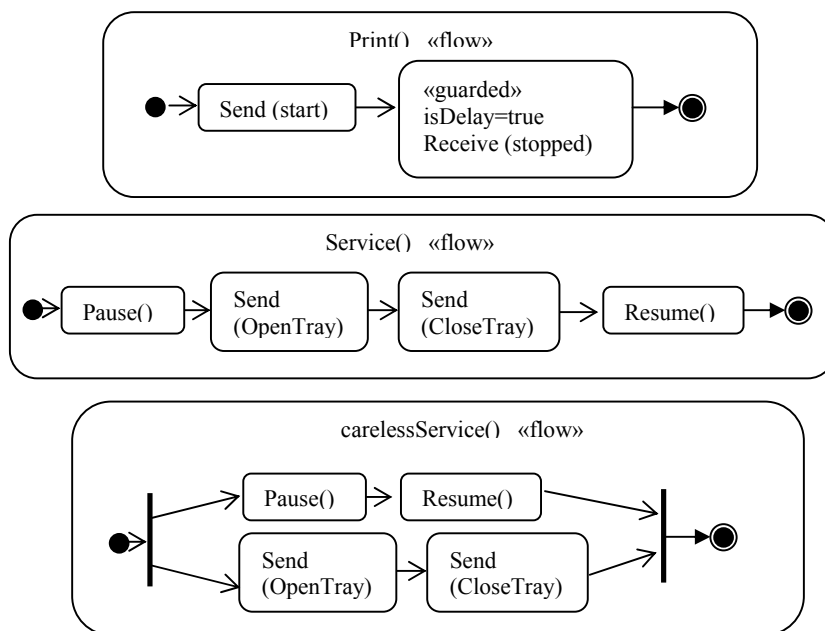 Print() «flow»
Send (start)
«guarded»
isDelay=true
Receive (stopped)
Service() «flow»
Pause()
Send
(OpenTray)
Send
(CloseTray)
Resume()
carelessService() «flow»
Pause()
Resume()
Send
(OpenTray)
Send
(CloseTray)